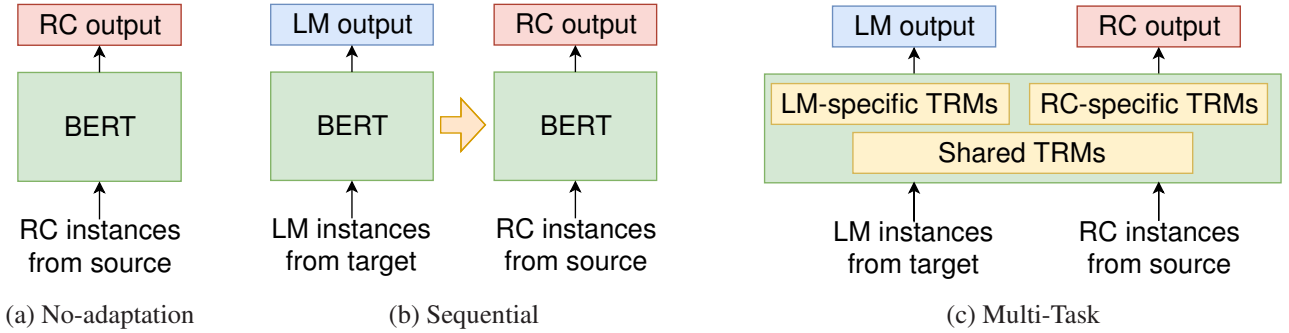 RC output
BERT
RC instances
from source
(a) No-adaptation
LM output
RC output
BERT
BERT
LM instances
from target
RC instances
from source
(b) Sequential
LM output
RC output
LM-specific TRMs
RC-specific TRMs
Shared TRMs
LM instances
from target
RC instances
from source
(c) Multi-Task